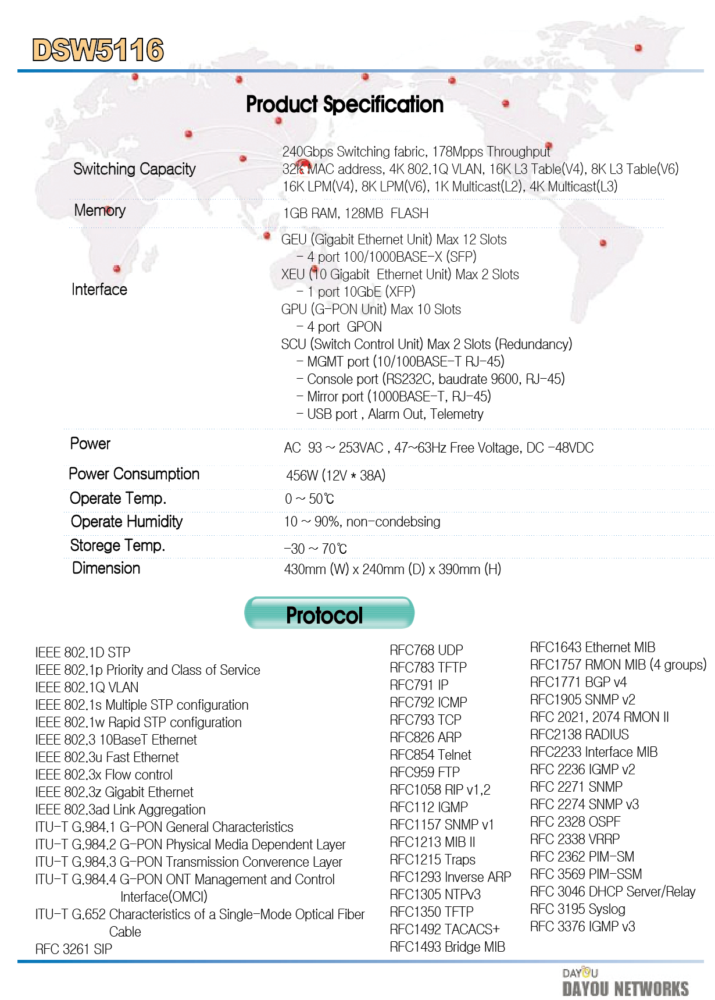 DSW5116
Product Specification
Switching Capacity
240Gbps Switching fabric, 178Mpps Throughput
32K MAC address, 4K 802.1Q VLAN, 16K L3 Table(V4), 8K L3 Table(V6)
16K LPM(V4), 8K LPM(V6), 1K Multicast(L2), 4K Multicast(L3)
Memory
1GB RAM, 128MB FLASH
Interface
GEU (Gigabit Ethernet Unit) Max 12 Slots
- 4 port 100/1000BASE-X (SFP)
XEU (10 Gigabit Ethernet Unit) Max 2 Slots
- 1 port 10GbE (XFP)
GPU (G-PON Unit) Max 10 Slots
- 4 port GPON
SCU (Switch Control Unit) Max 2 Slots (Redundancy)
- MGMT port (10/100BASE-T RJ-45)
- Console port (RS232C, baudrate 9600, RJ-45)
- Mirror port (1000BASE-T, RJ-45)
- USB port , Alarm Out, Telemetry
Power
AC 93 ~ 253VAC , 47~63Hz Free Voltage, DC -48VDC
Power Consumption
456W (12V * 38A)
Operate Temp.
0 ~ 50℃
Operate Humidity
10 ~ 90%, non-condebsing
Storege Temp.
-30 ~ 70℃
Dimension
430mm (W) x 240mm (D) x 390mm (H)
Protocol
IEEE 802.1D STP
IEEE 802.1p Priority and Class of Service
IEEE 802.1Q VLAN
IEEE 802.1s Multiple STP configuration
IEEE 802.1w Rapid STP configuration
IEEE 802.3 10BaseT Ethernet
IEEE 802.3u Fast Ethernet
IEEE 802.3x Flow control
IEEE 802.3z Gigabit Ethernet
IEEE 802.3ad Link Aggregation
ITU-T G.984.1 G-PON General Characteristics
ITU-T G.984.2 G-PON Physical Media Dependent Layer
ITU-T G.984.3 G-PON Transmission Converence Layer
ITU-T G.984.4 G-PON ONT Management and Control
Interface(OMCI)
ITU-T G.652 Characteristics of a Single-Mode Optical Fiber
Cable
RFC 3261 SIP
RFC768 UDP
RFC783 TFTP
RFC791 IP
RFC792 ICMP
RFC793 TCP
RFC826 ARP
RFC854 Telnet
RFC959 FTP
RFC1058 RIP v1,2
RFC112 IGMP
RFC1157 SNMP v1
RFC1213 MIB II
RFC1215 Traps
RFC1293 Inverse ARP
RFC1305 NTPv3
RFC1350 TFTP
RFC1492 TACACS+
RFC1493 Bridge MIB
RFC1643 Ethernet MIB
RFC1757 RMON MIB (4 groups)
RFC1771 BGP v4
RFC1905 SNMP v2
RFC 2021, 2074 RMON II
RFC2138 RADIUS
RFC2233 Interface MIB
RFC 2236 IGMP v2
RFC 2271 SNMP
RFC 2274 SNMP v3
RFC 2328 OSPF
RFC 2338 VRRP
RFC 2362 PIM-SM
RFC 3569 PIM-SSM
RFC 3046 DHCP Server/Relay
RFC 3195 Syslog
RFC 3376 IGMP v3
DAYOU
DAYOU NETWORKS